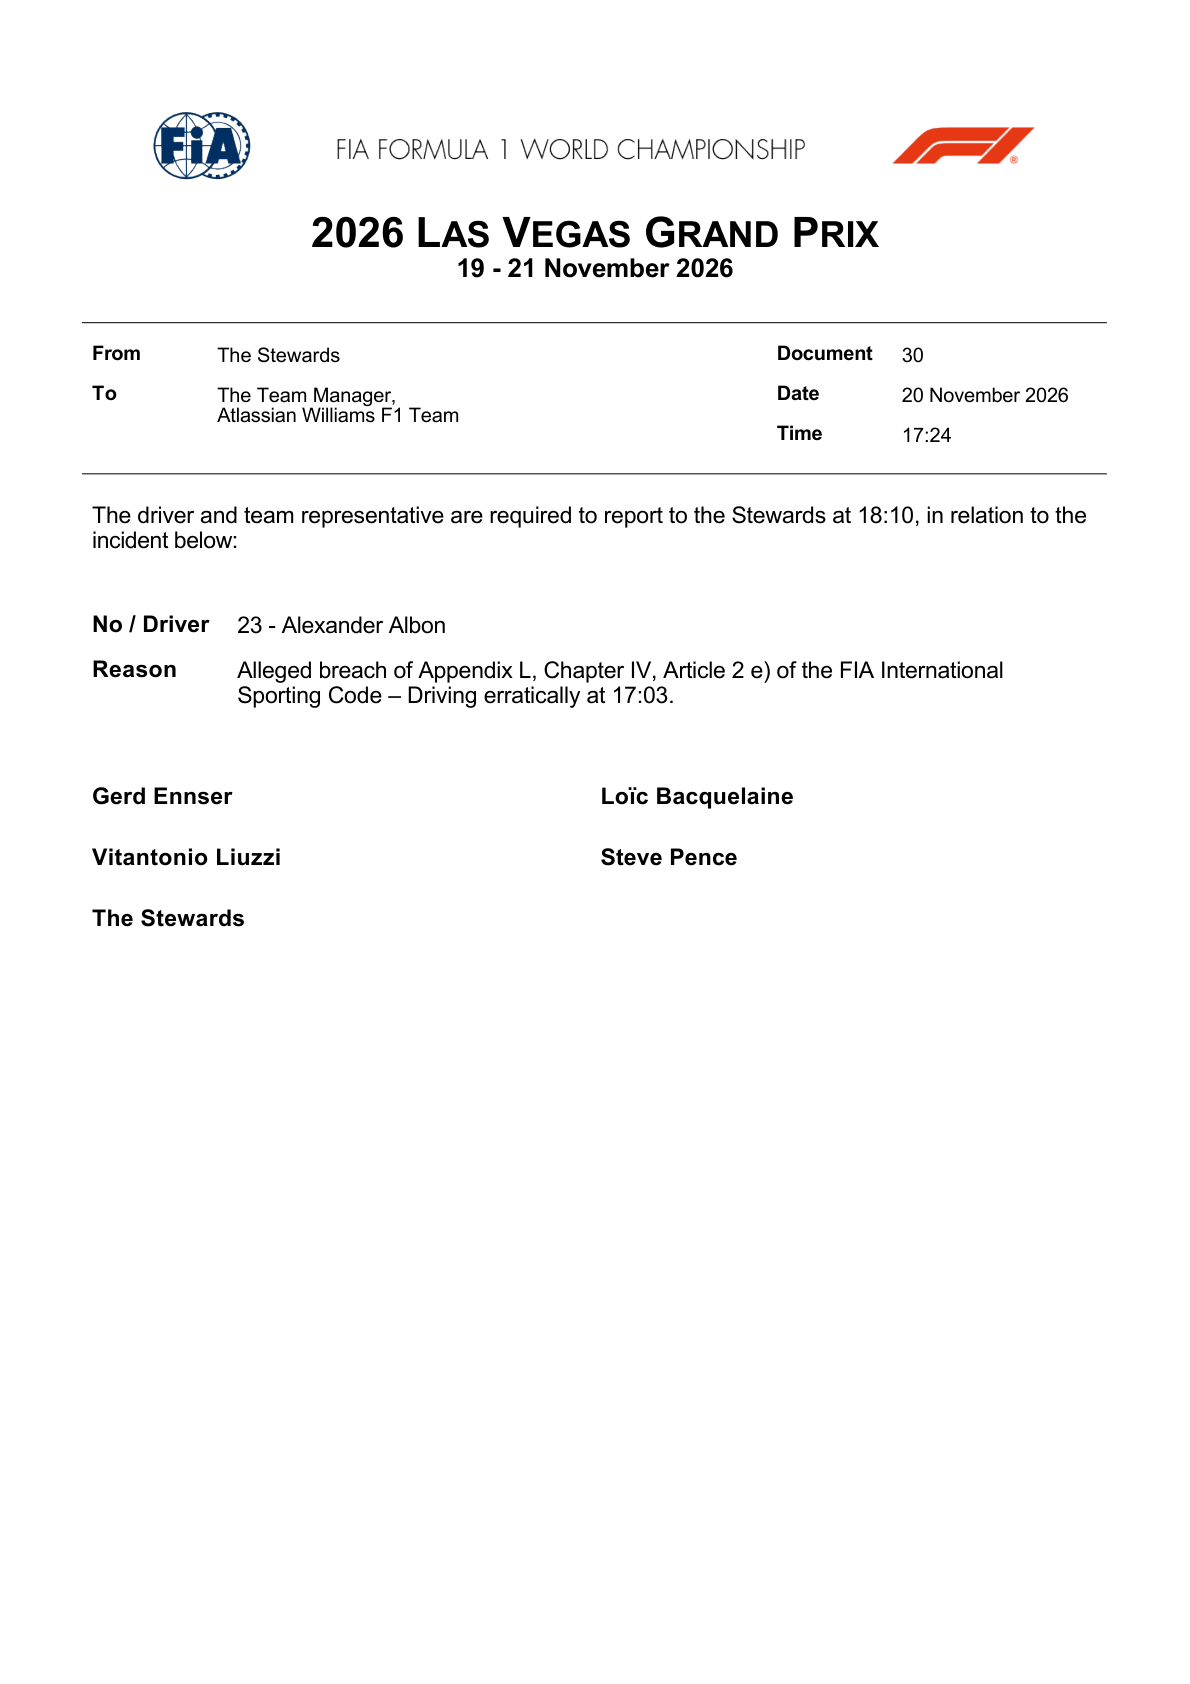 FiA
FIA FORMULA 1 WORLD CHAMPIONSHIP
F1®
2026 LAS VEGAS GRAND PRIX
19 - 21 November 2026
From The Stewards Document 30
To The Team Manager, Date 20 November 2026
Atlassian Williams F1 Team
Time 17:24
The driver and team representative are required to report to the Stewards at 18:10, in relation to the
incident below:
No / Driver 23 - Alexander Albon
Reason Alleged breach of Appendix L, Chapter IV, Article 2 e) of the FIA International
Sporting Code – Driving erratically at 17:03.
Gerd Ennser Loïc Bacquelaine
Vitantonio Liuzzi Steve Pence
The Stewards